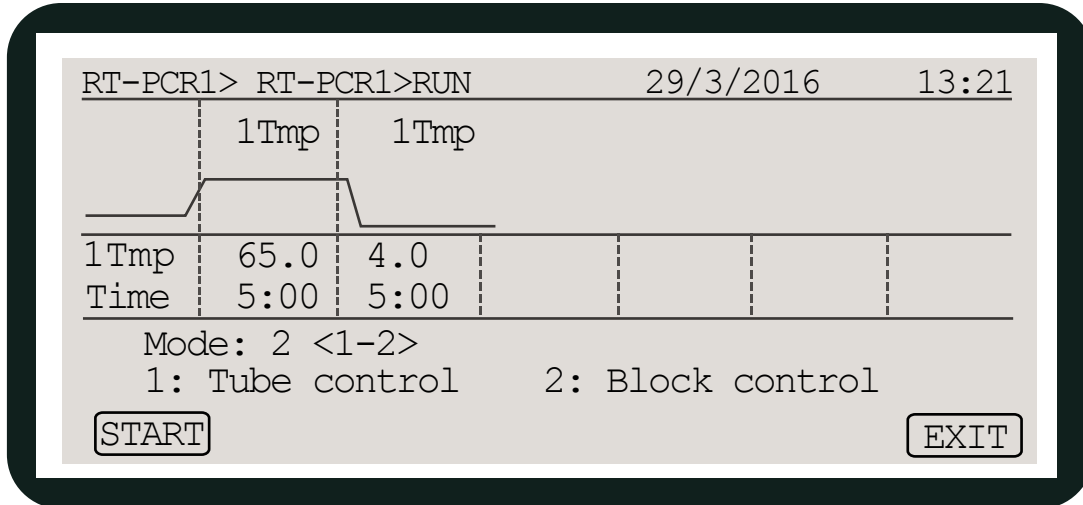 RT-PCR1> RT-PCR1>RUN 29/3/2016 13:21
1Tmp 1Tmp
1Tmp 65.0 4.0
Time 5:00 5:00
Mode: 2 <1-2>
1: Tube control 2: Block control
START EXIT